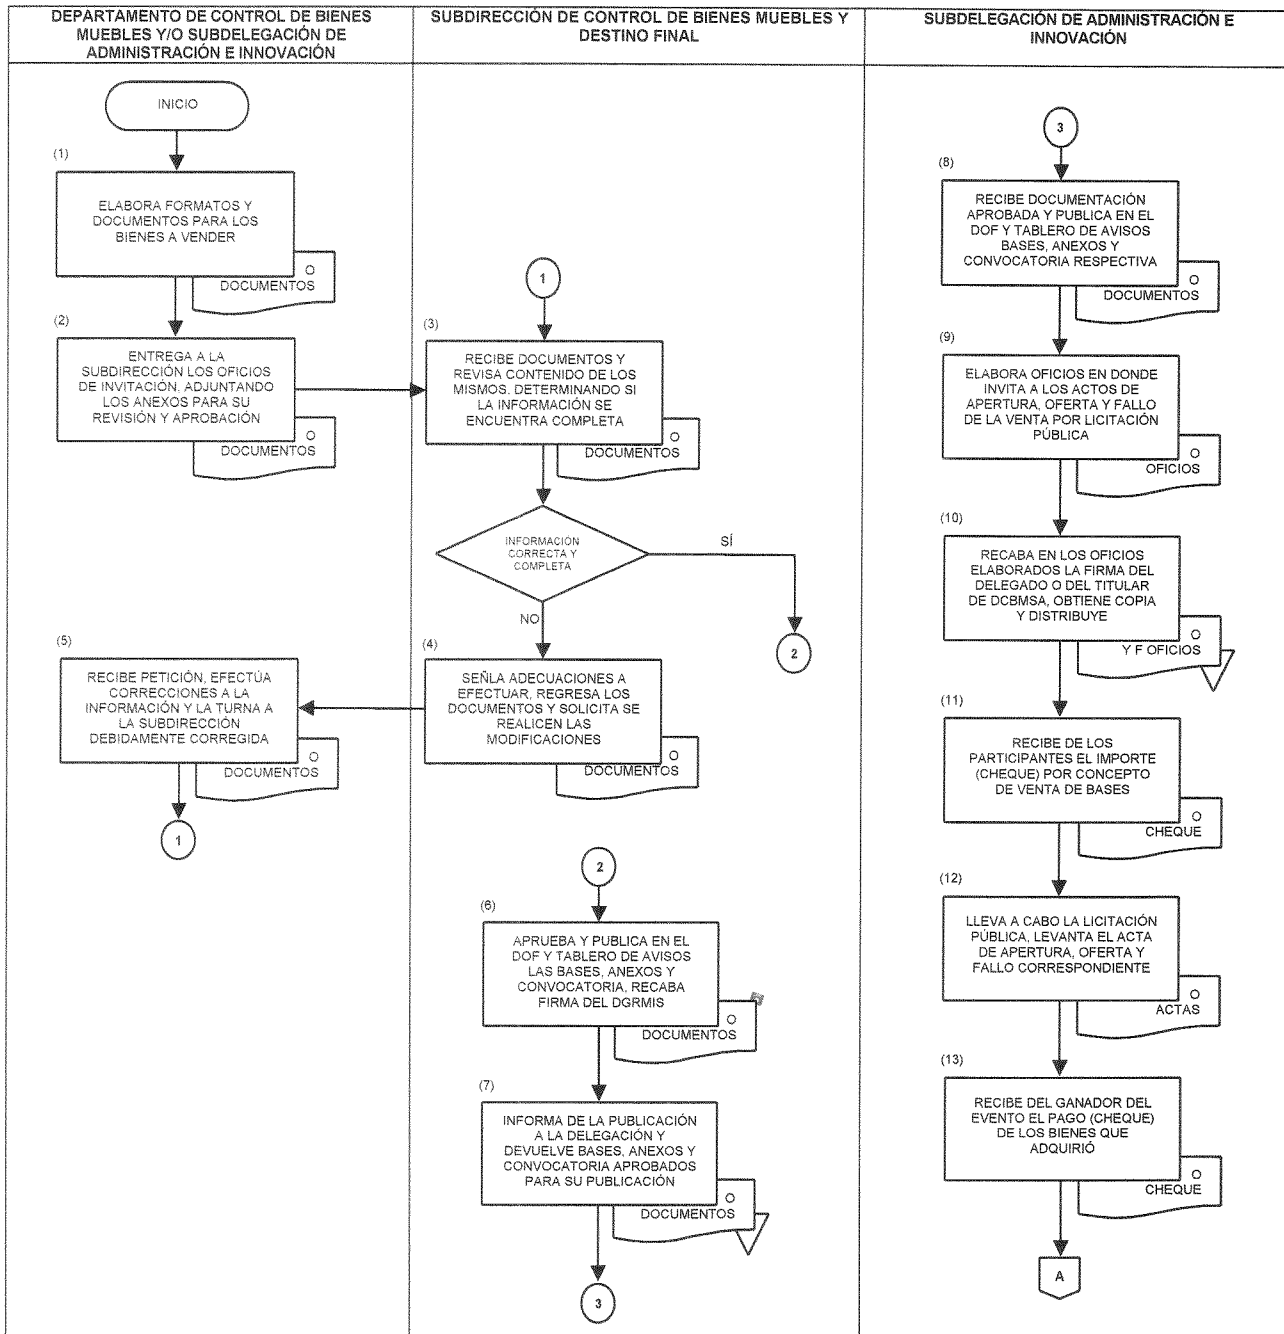 DEPARTAMENTO DE CONTROL DE BIENES
MUEBLES Y/O SUBDELEGACIÓN DE
ADMINISTRACIÓN E INNOVACIÓN
SUBDIRECCIÓN DE CONTROL DE BIENES MUEBLES Y
DESTINO FINAL
SUBDELEGACIÓN DE ADMINISTRACIÓN E
INNOVACIÓN
INICIO
(1)
ELABORA FORMATOS Y
DOCUMENTOS PARA LOS
BIENES A VENDER
O
DOCUMENTOS
(2)
ENTREGA A LA
SUBDIRECCIÓN LOS OFICIOS
DE INVITACIÓN, ADJUNTANDO
LOS ANEXOS PARA SU
REVISIÓN Y APROBACIÓN
O
DOCUMENTOS
1
(3)
RECIBE DOCUMENTOS Y
REVISA CONTENIDO DE LOS
MISMOS, DETERMINANDO SI
LA INFORMACIÓN SE
ENCUENTRA COMPLETA
O
DOCUMENTOS
INFORMACIÓN
CORRECTA Y
COMPLETA
SÍ
2
NO
(4)
SEÑLA ADECUACIONES A
EFECTUAR, REGRESA LOS
DOCUMENTOS Y SOLICITA SE
REALICEN LAS
MODIFICACIONES
O
DOCUMENTOS
(5)
RECIBE PETICIÓN, EFECTÚA
CORRECCIONES A LA
INFORMACIÓN Y LA TURNA A
LA SUBDIRECCIÓN
DEBIDAMENTE CORREGIDA
O
DOCUMENTOS
1
2
(6)
APRUEBA Y PUBLICA EN EL
DOF Y TABLERO DE AVISOS
LAS BASES, ANEXOS Y
CONVOCATORIA, RECABA
FIRMA DEL DGRMIS
O
DOCUMENTOS
(7)
INFORMA DE LA PUBLICACIÓN
A LA DELEGACIÓN Y
DEVUELVE BASES, ANEXOS Y
CONVOCATORIA APROBADOS
PARA SU PUBLICACIÓN
O
DOCUMENTOS
3
3
(8)
RECIBE DOCUMENTACIÓN
APROBADA Y PUBLICA EN EL
DOF Y TABLERO DE AVISOS
BASES, ANEXOS Y
CONVOCATORIA RESPECTIVA
O
DOCUMENTOS
(9)
ELABORA OFICIOS EN DONDE
INVITA A LOS ACTOS DE
APERTURA, OFERTA Y FALLO
DE LA VENTA POR LICITACIÓN
PÚBLICA
O
OFICIOS
(10)
RECABA EN LOS OFICIOS
ELABORADOS LA FIRMA DEL
DELEGADO O DEL TITULAR
DE DCBMSA, OBTIENE COPIA
Y DISTRIBUYE
O
Y F OFICIOS
(11)
RECIBE DE LOS
PARTICIPANTES EL IMPORTE
(CHEQUE) POR CONCEPTO
DE VENTA DE BASES
O
CHEQUE
(12)
LLEVA A CABO LA LICITACIÓN
PÚBLICA, LEVANTA EL ACTA
DE APERTURA, OFERTA Y
FALLO CORRESPONDIENTE
O
ACTAS
(13)
RECIBE DEL GANADOR DEL
EVENTO EL PAGO (CHEQUE)
DE LOS BIENES QUE
ADQUIRIÓ
O
CHEQUE
A